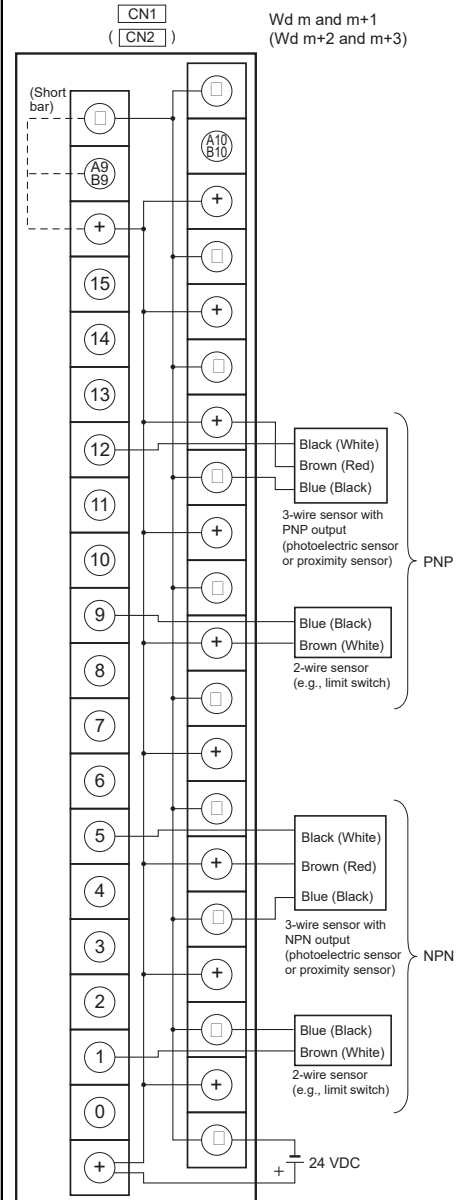 CN1
( CN2 )
Wd m and m+1
(Wd m+2 and m+3)
(Short
bar)
A10
B10
A9
B9
+
+
15
14
+
13
+
12
11
+
10
9
+
8
7
+
6
5
+
4
3
+
2
1
+
0
+
Black (White)
Brown (Red)
Blue (Black)
3-wire sensor with
PNP output
(photoelectric sensor
or proximity sensor)
PNP
Blue (Black)
Brown (White)
2-wire sensor
(e.g., limit switch)
Black (White)
Brown (Red)
Blue (Black)
3-wire sensor with
NPN output
(photoelectric sensor
or proximity sensor)
NPN
Blue (Black)
Brown (White)
2-wire sensor
(e.g., limit switch)
+
24 VDC